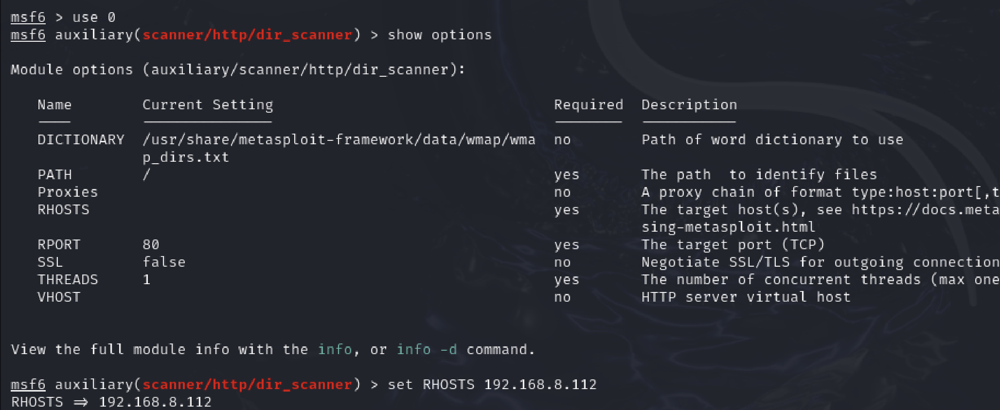 msf6 > use 0
msf6 auxiliary(scanner/http/dir_scanner) > show options
Module options (auxiliary/scanner/http/dir_scanner):
Name Current Setting Required Description
DICTIONARY /usr/share/metasploit-framework/data/wmap/wma no Path of word dictionary to use
p_dirs.txt
PATH / yes The path  to identify files
Proxies no A proxy chain of format type:host:port[,t
RHOSTS yes The target host(s), see https://docs.meta
sing-metasploit.html
RPORT 80 yes The target port (TCP)
SSL false no Negotiate SSL/TLS for outgoing connection
THREADS 1 yes The number of concurrent threads (max one
VHOST no HTTP server virtual host
View the full module info with the info, or info -d command.
msf6 auxiliary(scanner/http/dir_scanner) > set RHOSTS 192.168.8.112
RHOSTS ⇒ 192.168.8.112